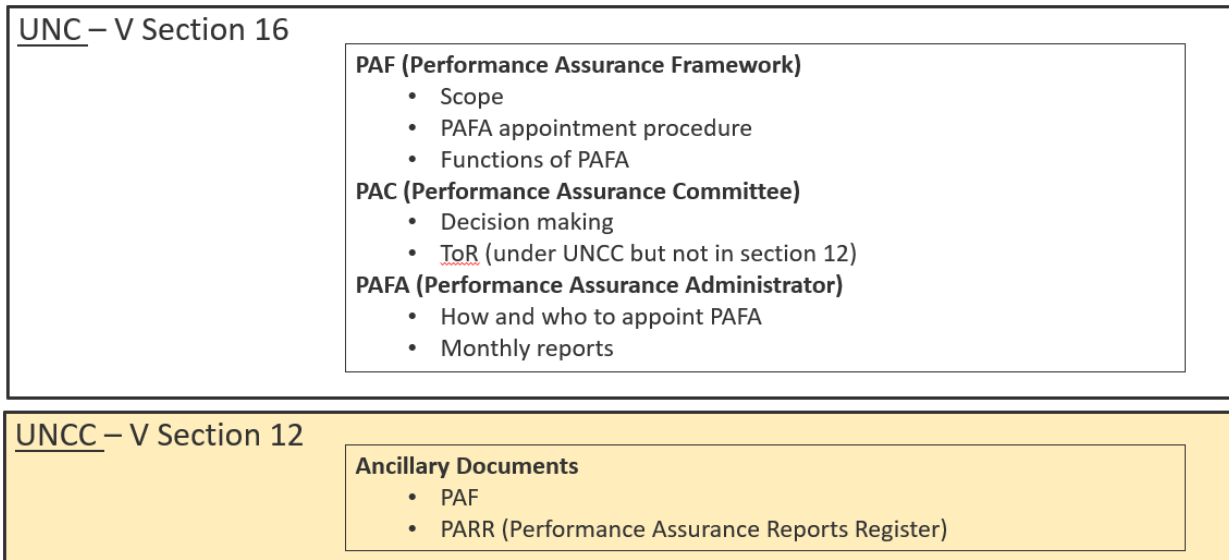 UNC – V Section 16
PAF (Performance Assurance Framework)
• Scope
• PAFA appointment procedure
• Functions of PAFA
PAC (Performance Assurance Committee)
• Decision making
• ToR (under UNCC but not in section 12)
PAFA (Performance Assurance Administrator)
• How and who to appoint PAFA
• Monthly reports
UNCC – V Section 12
Ancillary Documents
• PAF
• PARR (Performance Assurance Reports Register)